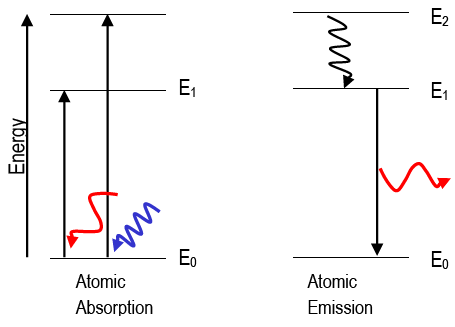 Energy
E1
E0
Atomic
Absorption
E2
E1
E0
Atomic
Emission